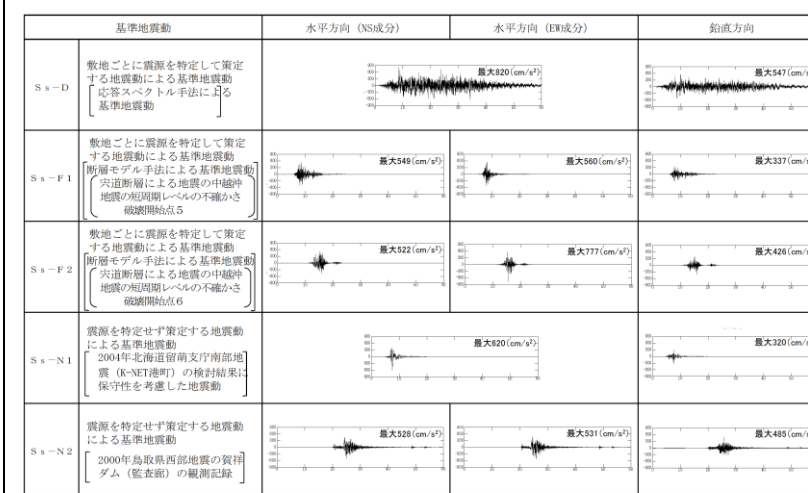 基準地震動
水平方向 (NS成分)
水平方向 (EW成分)
鉛直方向
Ss-D
敷地ごとに震源を特定して策定
する地震動による基準地震動
応答スペクトル手法による
基準地震動
最大820(cm/s²)
最大547(cm/s
Ss-F1
敷地ごとに震源を特定して策定
する地震動による基準地震動
断層モデル手法による基準地震動
宍道断層による地震の中越沖
地震の短周期レベルの不確かさ
破壊開始点5
最大549(cm/s²)
最大560(cm/s²)
最大337(cm/s
Ss-F2
敷地ごとに震源を特定して策定
する地震動による基準地震動
断層モデル手法による基準地震動
宍道断層による地震の中越沖
地震の短周期レベルの不確かさ
破壊開始点6
最大522(cm/s²)
最大777(cm/s²)
最大426(cm/s
Ss-N1
震源を特定せず策定する地震動
による基準地震動
2004年北海道留萌支庁南部地
震(K-NET港町)の検討結果に
保守性を考慮した地震動
最大620(cm/s²)
最大320(cm/s
Ss-N2
震源を特定せず策定する地震動
による基準地震動
2000年鳥取県西部地震の賀祥
ダム(監査廊)の観測記録
最大528(cm/s²)
最大531(cm/s²)
最大485(cm/s